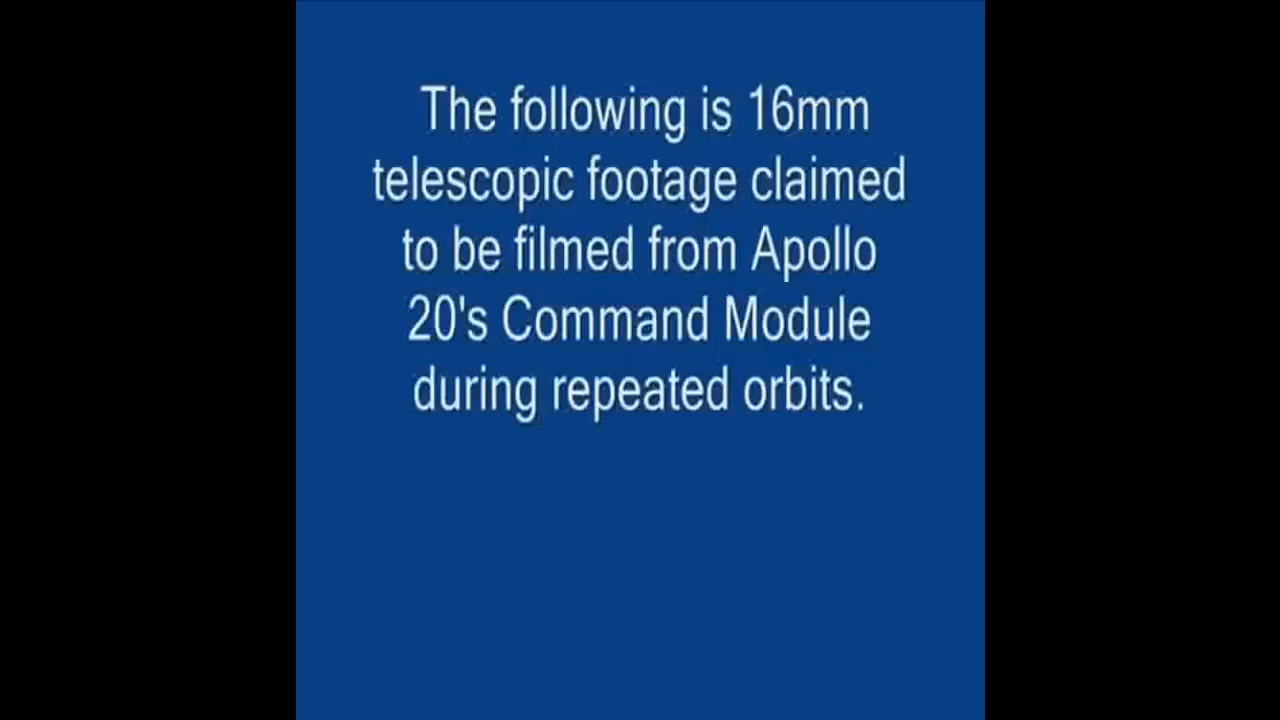 The following is 16mm
telescopic footage claimed
to be filmed from Apollo
20's Command Module
during repeated orbits.